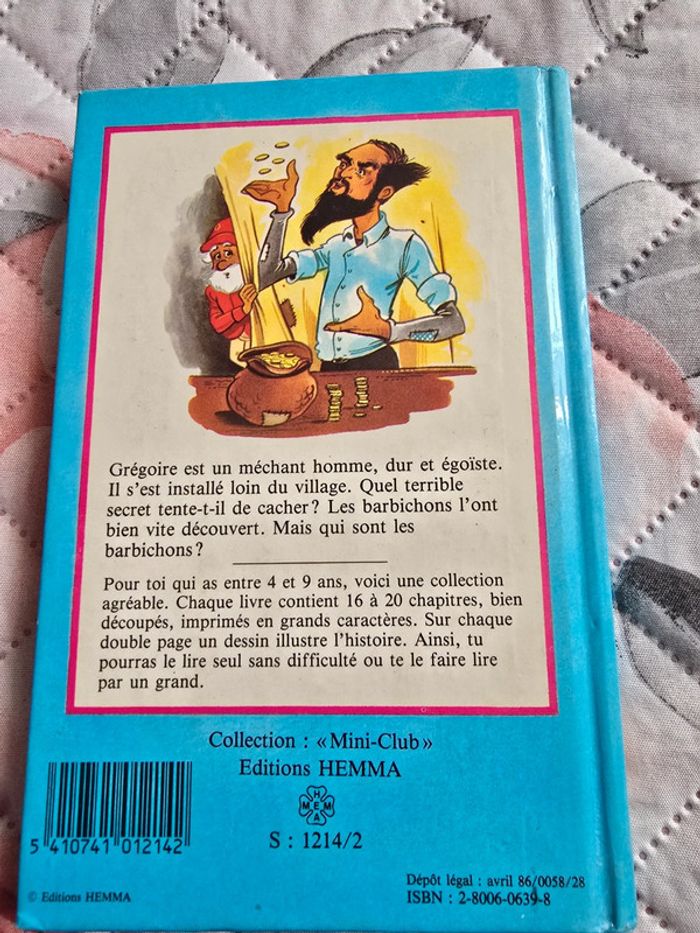 Grégoire est un méchant homme, dur et égoïste.
Il s'est installé loin du village. Quel terrible
secret tente-t-il de cacher? Les barbichons l'ont
bien vite découvert. Mais qui sont les
barbichons?
Pour toi qui as entre 4 et 9 ans, voici une collection
agréable. Chaque livre contient 16 à 20 chapitres, bien
découpés, imprimés en grands caractères. Sur chaque
double page un dessin illustre l'histoire. Ainsi, tu
pourras le lire seul sans difficulté ou te le faire lire
par un grand.
Collection : «Mini-Club»
Editions HEMMA
H
MEM
A
S : 1214/2
5 410741 012142
© Editions HEMMA
Dépôt légal : avril 86/0058/28
ISBN : 2-8006-0639-8